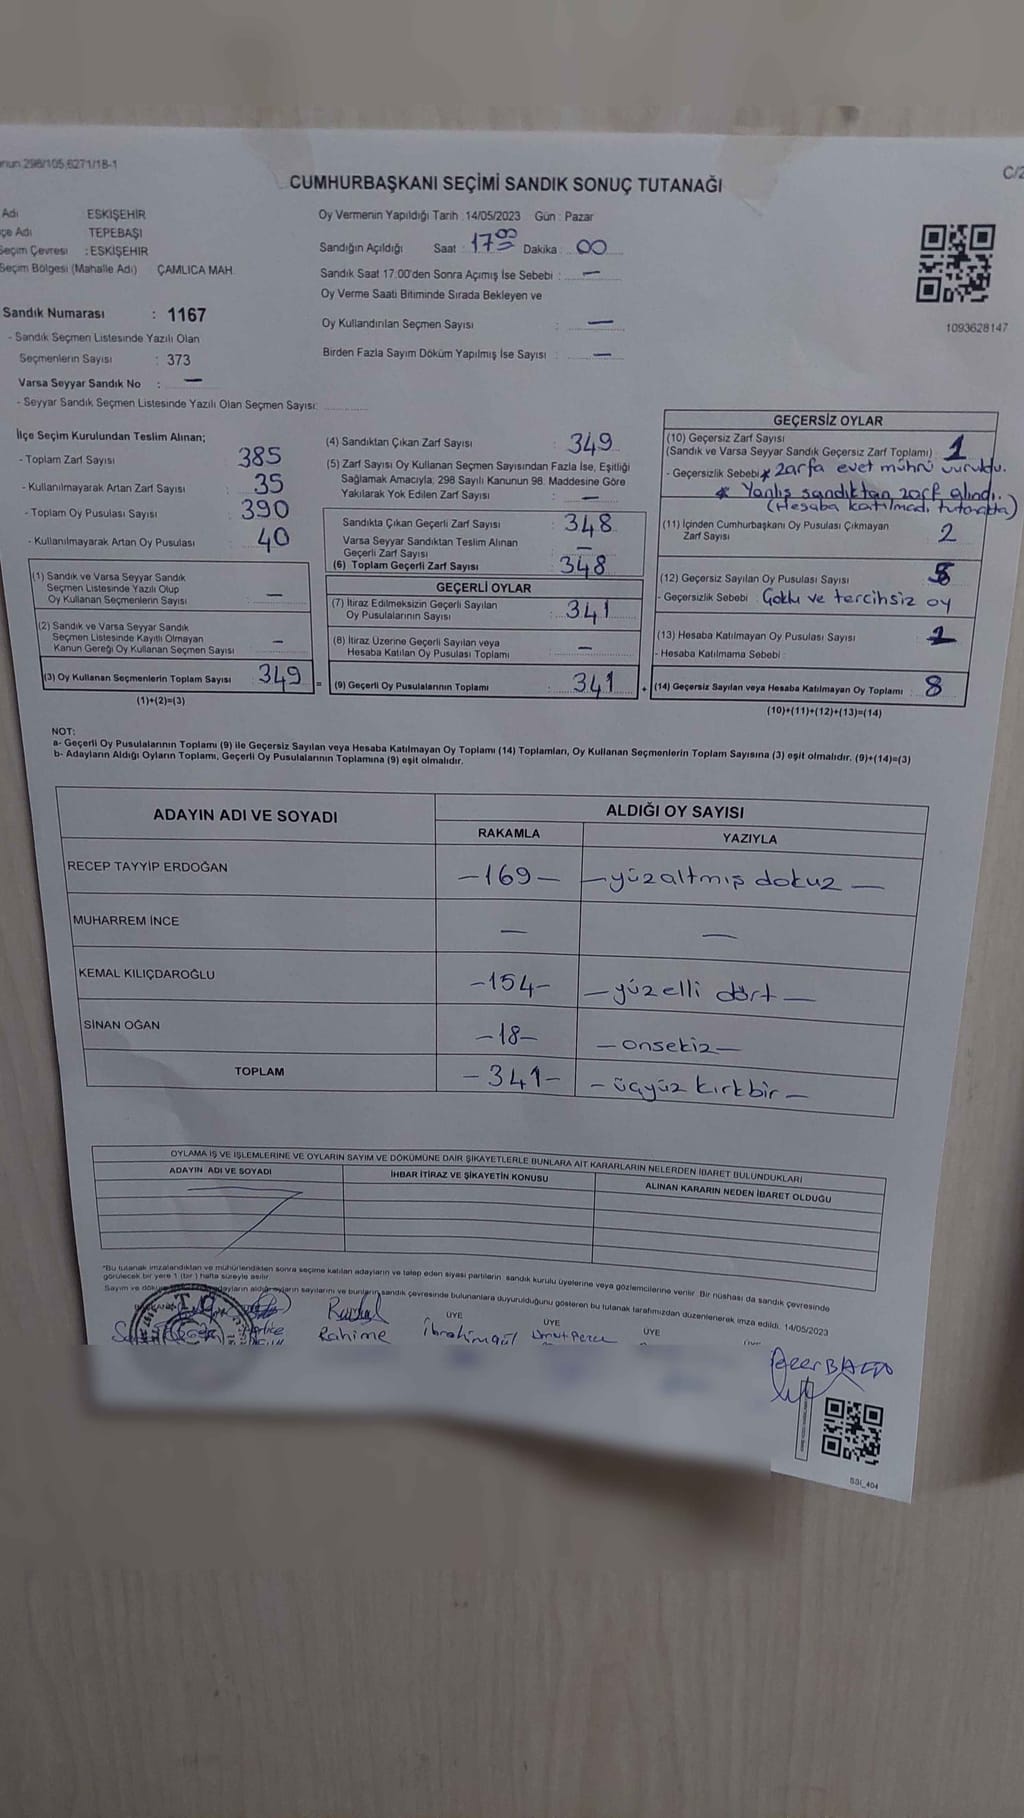 298/105,6271/18-1
CUMHURBAŞKANI SEÇİMİ SANDIK SONUÇ TUTANAĞI
Adı ESKİŞEHİR
çe Adı TEPEBAŞI
Seçim Çevresi : ESKİŞEHİR
Seçim Bölgesi (Mahalle Adı) ÇAMLICA MAH.
Sandık Numarası : 1167
- Sandık Seçmen Listesinde Yazılı Olan
Seçmenlerin Sayısı : 373
Varsa Seyyar Sandık No : —
- Seyyar Sandık Seçmen Listesinde Yazılı Olan Seçmen Sayısı:
Oy Vermenin Yapıldığı Tarih : 14/05/2023 Gün : Pazar
Sandığın Açıldığı Saat : 17 00 Dakika : 00
Sandık Saat 17.00'den Sonra Açımış İse Sebebi : —
Oy Verme Saati Bitiminde Sırada Bekleyen ve
Oy Kullandırılan Seçmen Sayısı : —
Birden Fazla Sayım Döküm Yapılmış İse Sayısı : —
1093628147
İlçe Seçim Kurulundan Teslim Alınan;
- Toplam Zarf Sayısı : 385
- Kullanılmayarak Artan Zarf Sayısı : 35
- Toplam Oy Pusulası Sayısı : 390
- Kullanılmayarak Artan Oy Pusulası : 40
(1) Sandık ve Varsa Seyyar Sandık
Seçmen Listesinde Yazılı Olup
Oy Kullanan Seçmenlerin Sayısı : —
(2) Sandık ve Varsa Seyyar Sandık
Seçmen Listesinde Kayıtlı Olmayan
Kanun Gereği Oy Kullanan Seçmen Sayısı : —
(3) Oy Kullanan Seçmenlerin Toplam Sayısı : 349 =
(1)+(2)=(3)
(4) Sandıktan Çıkan Zarf Sayısı : 349
(5) Zarf Sayısı Oy Kullanan Seçmen Sayısından Fazla İse, Eşitliği
Sağlamak Amacıyla, 298 Sayılı Kanunun 98. Maddesine Göre
Yakılarak Yok Edilen Zarf Sayısı : —
Sandıkta Çıkan Geçerli Zarf Sayısı : 348
Varsa Seyyar Sandıktan Teslim Alınan
Geçerli Zarf Sayısı : —
(6) Toplam Geçerli Zarf Sayısı : 348
GEÇERLİ OYLAR
(7) İtiraz Edilmeksizin Geçerli Sayılan
Oy Pusulalarının Sayısı : 341
(8) İtiraz Üzerine Geçerli Sayılan veya
Hesaba Katılan Oy Pusulası Toplamı : —
(9) Geçerli Oy Pusulalarının Toplamı : 341 +
GEÇERSİZ OYLAR
(10) Geçersiz Zarf Sayısı
(Sandık ve Varsa Seyyar Sandık Geçersiz Zarf Toplamı) : 1
- Geçersizlik Sebebi * zarfa evet mührü vuruldu.
* Yanlış sandıktan zarf alındı.
(Hesaba katılmadı tutanakta)
(11) İçinden Cumhurbaşkanı Oy Pusulası Çıkmayan
Zarf Sayısı : 2
(12) Geçersiz Sayılan Oy Pusulası Sayısı : 5
- Geçersizlik Sebebi : Çoklu ve tercihsiz oy
(13) Hesaba Katılmayan Oy Pusulası Sayısı :
- Hesaba Katılmama Sebebi :
(14) Geçersiz Sayılan veya Hesaba Katılmayan Oy Toplamı : 8
(10)+(11)+(12)+(13)=(14)
NOT:
a- Geçerli Oy Pusulalarının Toplamı (9) ile Geçersiz Sayılan veya Hesaba Katılmayan Oy Toplamı (14) Toplamları, Oy Kullanan Seçmenlerin Toplam Sayısına (3) eşit olmalıdır. (9)+(14)=(3)
b- Adayların Aldığı Oyların Toplamı, Geçerli Oy Pusulalarının Toplamına (9) eşit olmalıdır.
ADAYIN ADI VE SOYADI ALDIĞI OY SAYISI
RAKAMLA YAZIYLA
RECEP TAYYİP ERDOĞAN —169— —yüzaltmış dokuz—
MUHARREM İNCE — —
KEMAL KILIÇDAROĞLU —154— —yüzelli dört—
SİNAN OĞAN —18— —onsekiz—
TOPLAM —341— —üçyüz kırkbir—
OYLAMA İŞ VE İŞLEMLERİNE VE OYLARIN SAYIM VE DÖKÜMÜNE DAİR ŞİKAYETLERLE BUNLARA AİT KARARLARIN NELERDEN İBARET BULUNDUKLARI
ADAYIN ADI VE SOYADI İHBAR İTİRAZ VE ŞİKAYETİN KONUSU ALINAN KARARIN NEDEN İBARET OLDUĞU
*Bu tutanak imzalandıktan ve mühürlendikten sonra seçime katılan adayların ve talep eden siyasi partilerin sandık kurulu üyelerine veya gözlemcilerine verilir. Bir nüshası da sandık çevresinde
görülecek bir yere 1 (bir) hafta süreyle asılır.
Sayım ve adayların aldığı oyların sayılarını ve bunların sandık çevresinde bulunanlara duyurulduğunu gösteren bu tutanak tarafımızdan düzenlenerek imza edildi. 14/05/2023
ÜYE ÜYE ÜYE
Rahime İbrahim
SSI_404